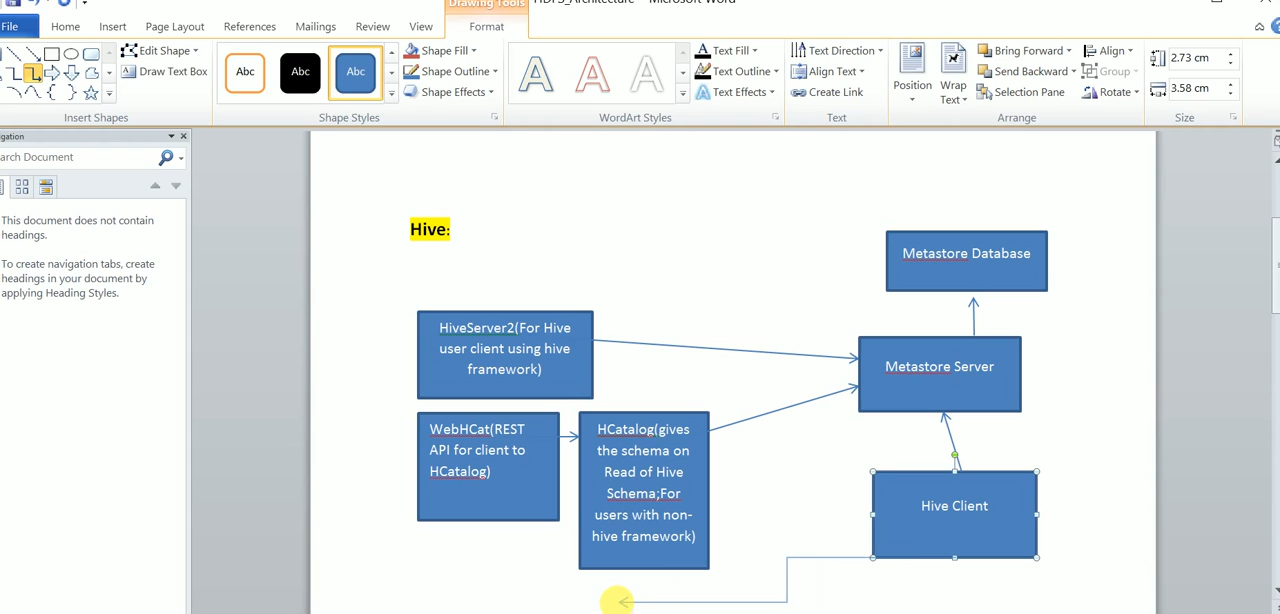 Drawing Tools
HDFS_Architecture - Microsoft Word
File Home Insert Page Layout References Mailings Review View Format
Edit Shape
Draw Text Box
Insert Shapes
Abc Abc Abc
Shape Fill
Shape Outline
Shape Effects
Shape Styles
A A A
Text Fill
Text Outline
Text Effects
WordArt Styles
Text Direction
Align Text
Create Link
Text
Position
Wrap
Text
Bring Forward
Send Backward
Selection Pane
Align
Group
Rotate
Arrange
2.73 cm
3.58 cm
Size
igation
arch Document
This document does not contain
headings.
To create navigation tabs, create
headings in your document by
applying Heading Styles.
Hive:
Metastore Database
HiveServer2(For Hive
user client using hive
framework)
Metastore Server
WebHCat(REST
API for client to
HCatalog)
HCatalog(gives
the schema on
Read of Hive
Schema;For
users with non-
hive framework)
Hive Client